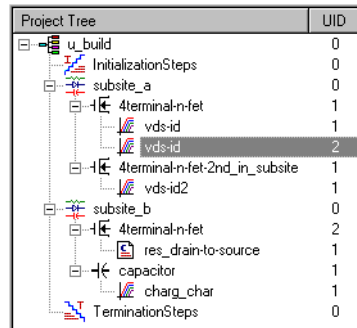 Project Tree UID
u_build 0
InitializationSteps 0
subsite_a 0
4terminal-n-fet 1
vds-id 1
vds-id 2
4terminal-n-fet-2nd_in_subsite 1
vds-id2 1
subsite_b 0
4terminal-n-fet 2
res_drain-to-source 1
capacitor 1
charg_char 1
TerminationSteps 0